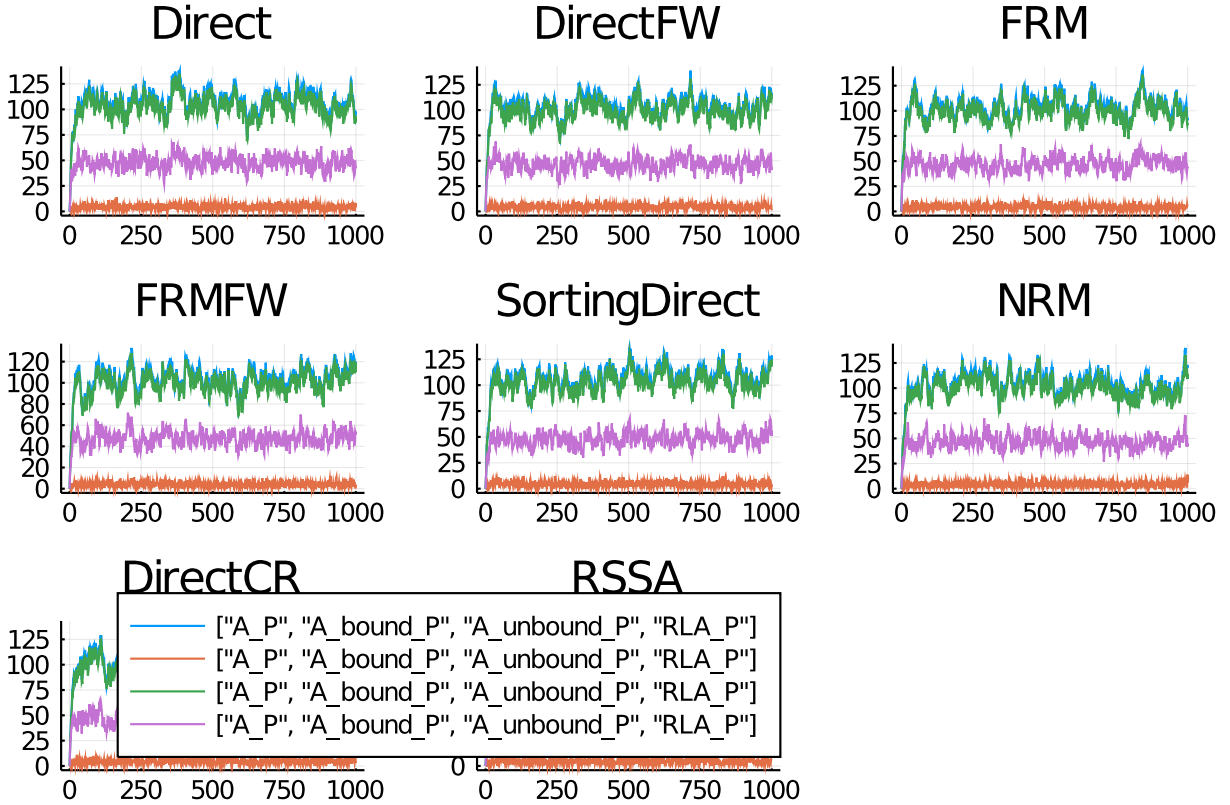 Direct DirectFW FRM
125 125 125
100 100 100
75 75 75
50 50 50
25 25 25
0 0 0
0 250 500 750 1000 0 250 500 750 1000 0 250 500 750 1000
FRMFW SortingDirect NRM
120 125 125
100 100 100
80 75 75
60 50 50
40 25 25
20 0 0
0
0 250 500 750 1000 0 250 500 750 1000 0 250 500 750 1000
DirectCR RSSA
["A_P", "A_bound_P", "A_unbound_P", "RLA_P"]
125
["A_P", "A_bound_P", "A_unbound_P", "RLA_P"]
100
["A_P", "A_bound_P", "A_unbound_P", "RLA_P"]
75
["A_P", "A_bound_P", "A_unbound_P", "RLA_P"]
50
25
0 0
0 250 500 750 1000 0 250 500 750 1000